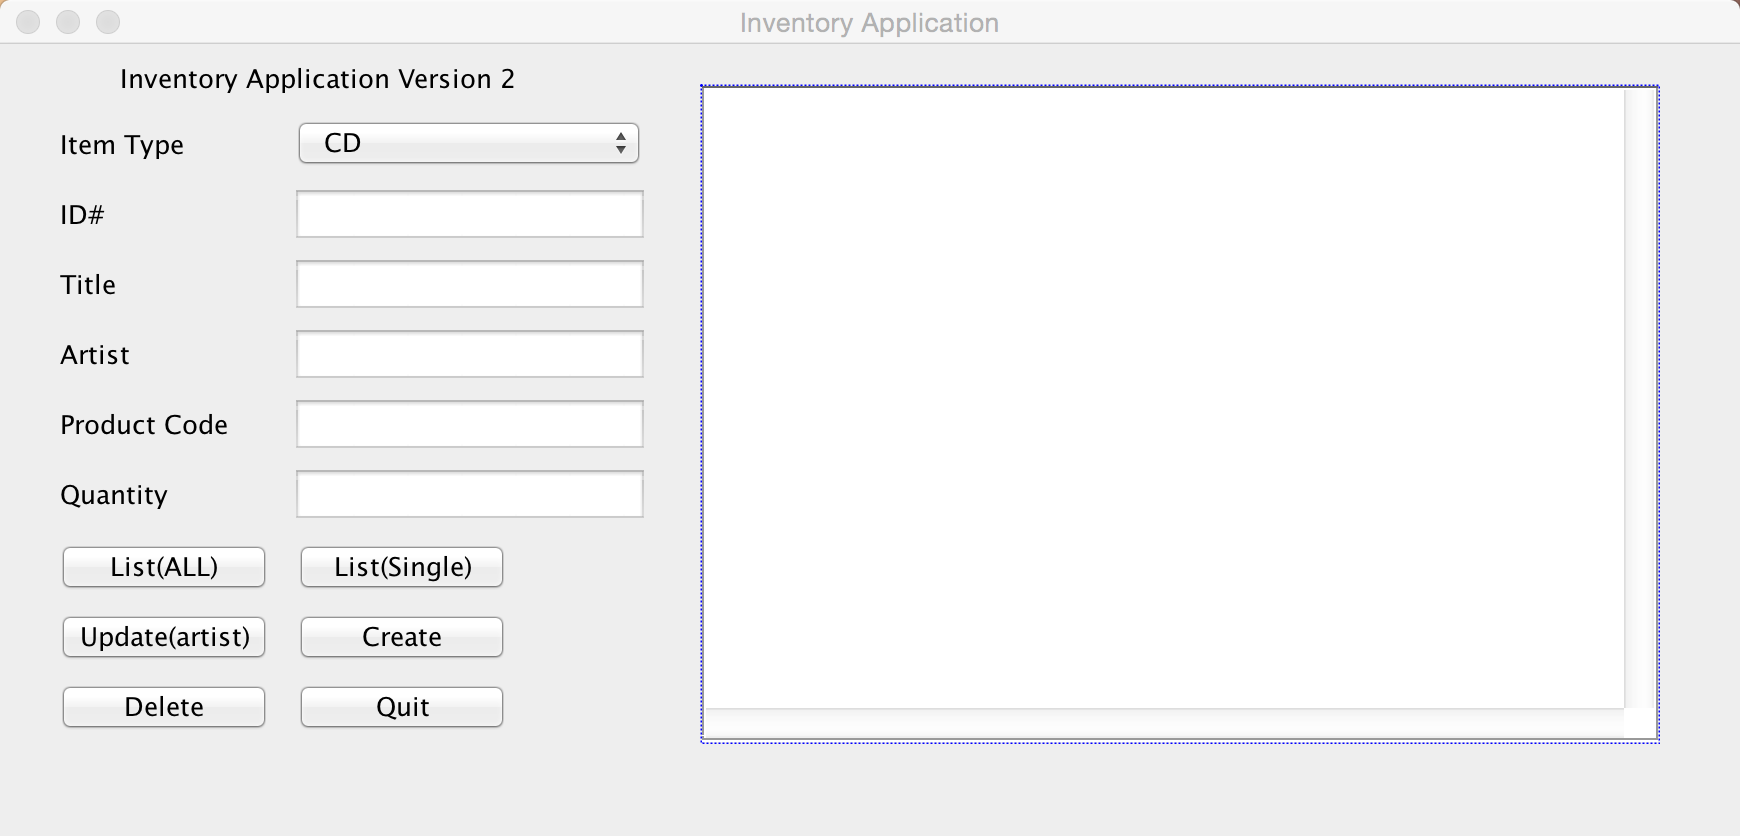 Inventory Application
Inventory Application Version 2
Item Type CD
ID#
Title
Artist
Product Code
Quantity
List(ALL) List(Single)
Update(artist) Create
Delete Quit